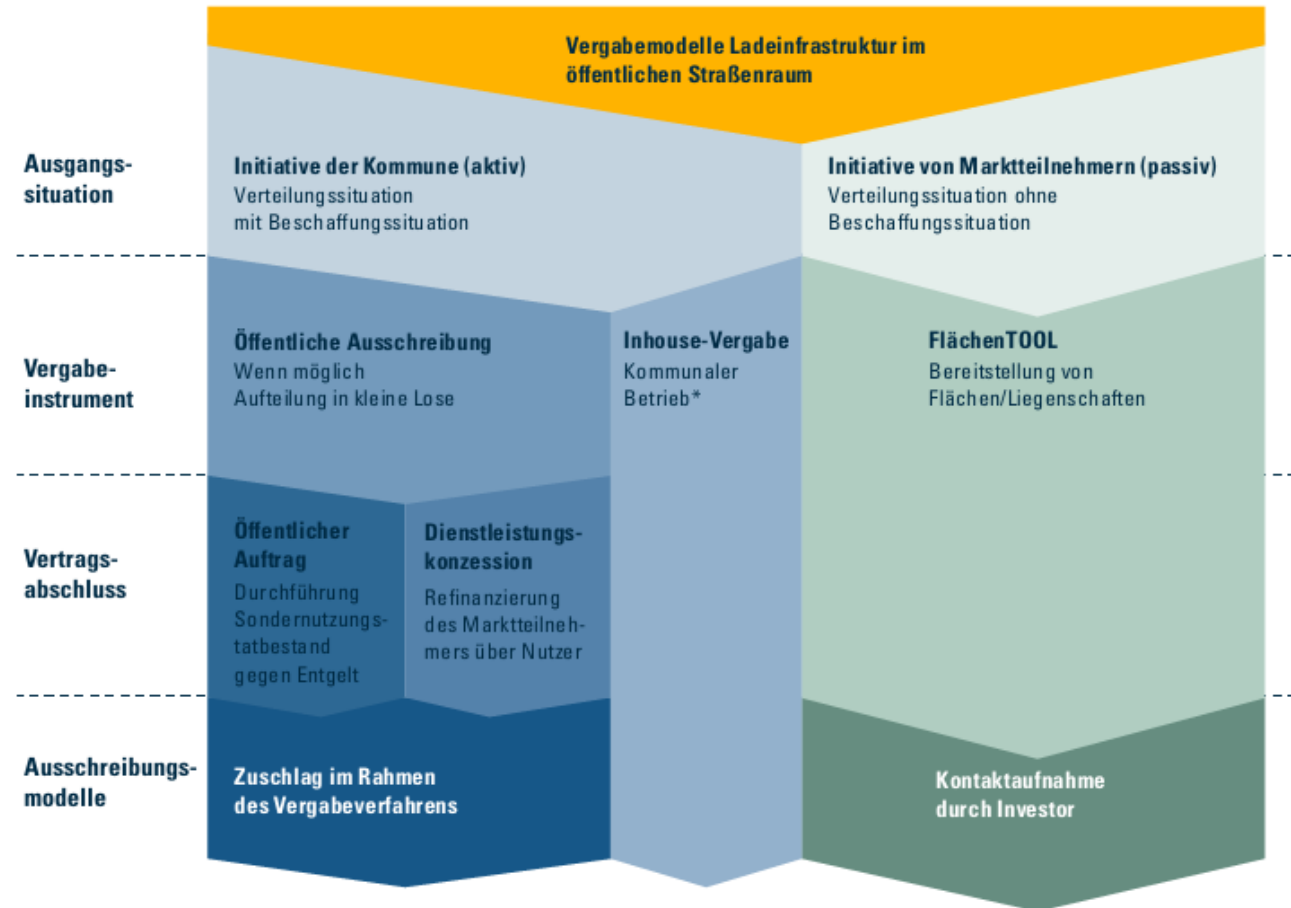 Vergabemodelle Ladeinfrastruktur im
öffentlichen Straßenraum
Ausgangs-
situation
Initiative der Kommune (aktiv)
Verteilungssituation
mit Beschaffungssituation
Initiative von Marktteilnehmern (passiv)
Verteilungssituation ohne
Beschaffungssituation
Vergabe-
instrument
Öffentliche Ausschreibung
Wenn möglich
Aufteilung in kleine Lose
Inhouse-Vergabe
Kommunaler
Betrieb*
FlächenTOOL
Bereitstellung von
Flächen/Liegenschaften
Vertrags-
abschluss
Öffentlicher
Auftrag
Durchführung
Sondernutzungs-
tatbestand
gegen Entgelt
Dienstleistungs-
konzession
Refinanzierung
des Marktteilneh-
mers über Nutzer
Ausschreibungs-
modelle
Zuschlag im Rahmen
des Vergabeverfahrens
Kontaktaufnahme
durch Investor